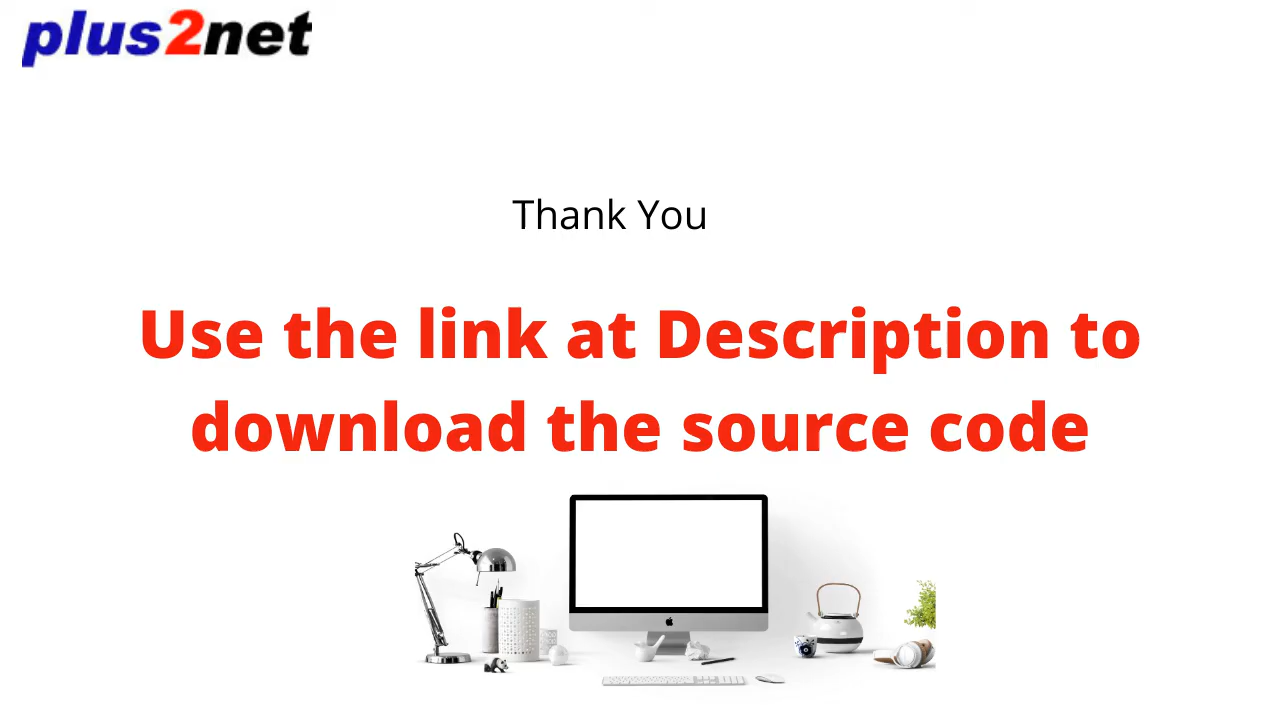 plus2net
Thank You
Use the link at Description to
download the source code